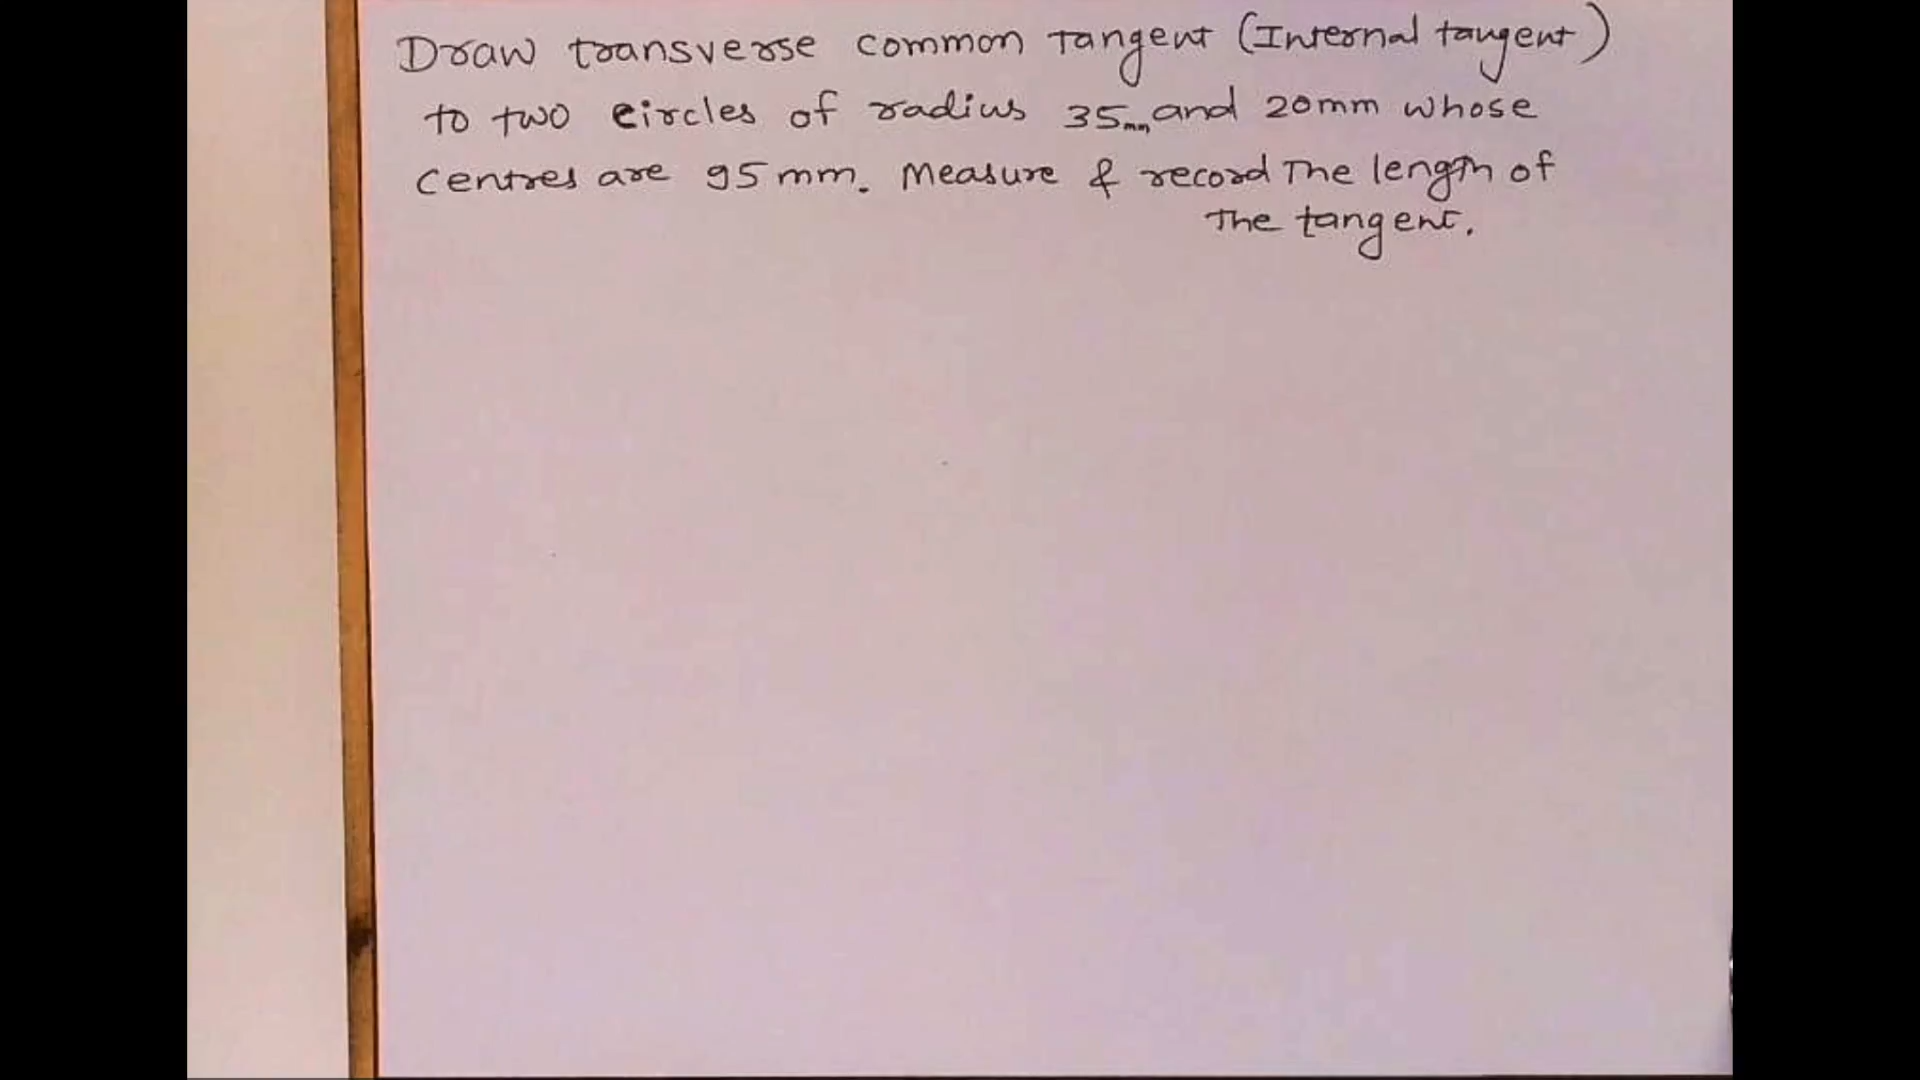 Draw transverse common Tangent (Internal tangent)
to two circles of radius 35mm and 20mm whose
centres are 95mm. Measure & record The length of
The tangent.